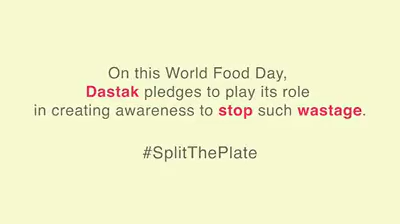 On this World Food Day,
Dastak pledges to play its role
in creating awareness to stop such wastage.
#SplitThePlate